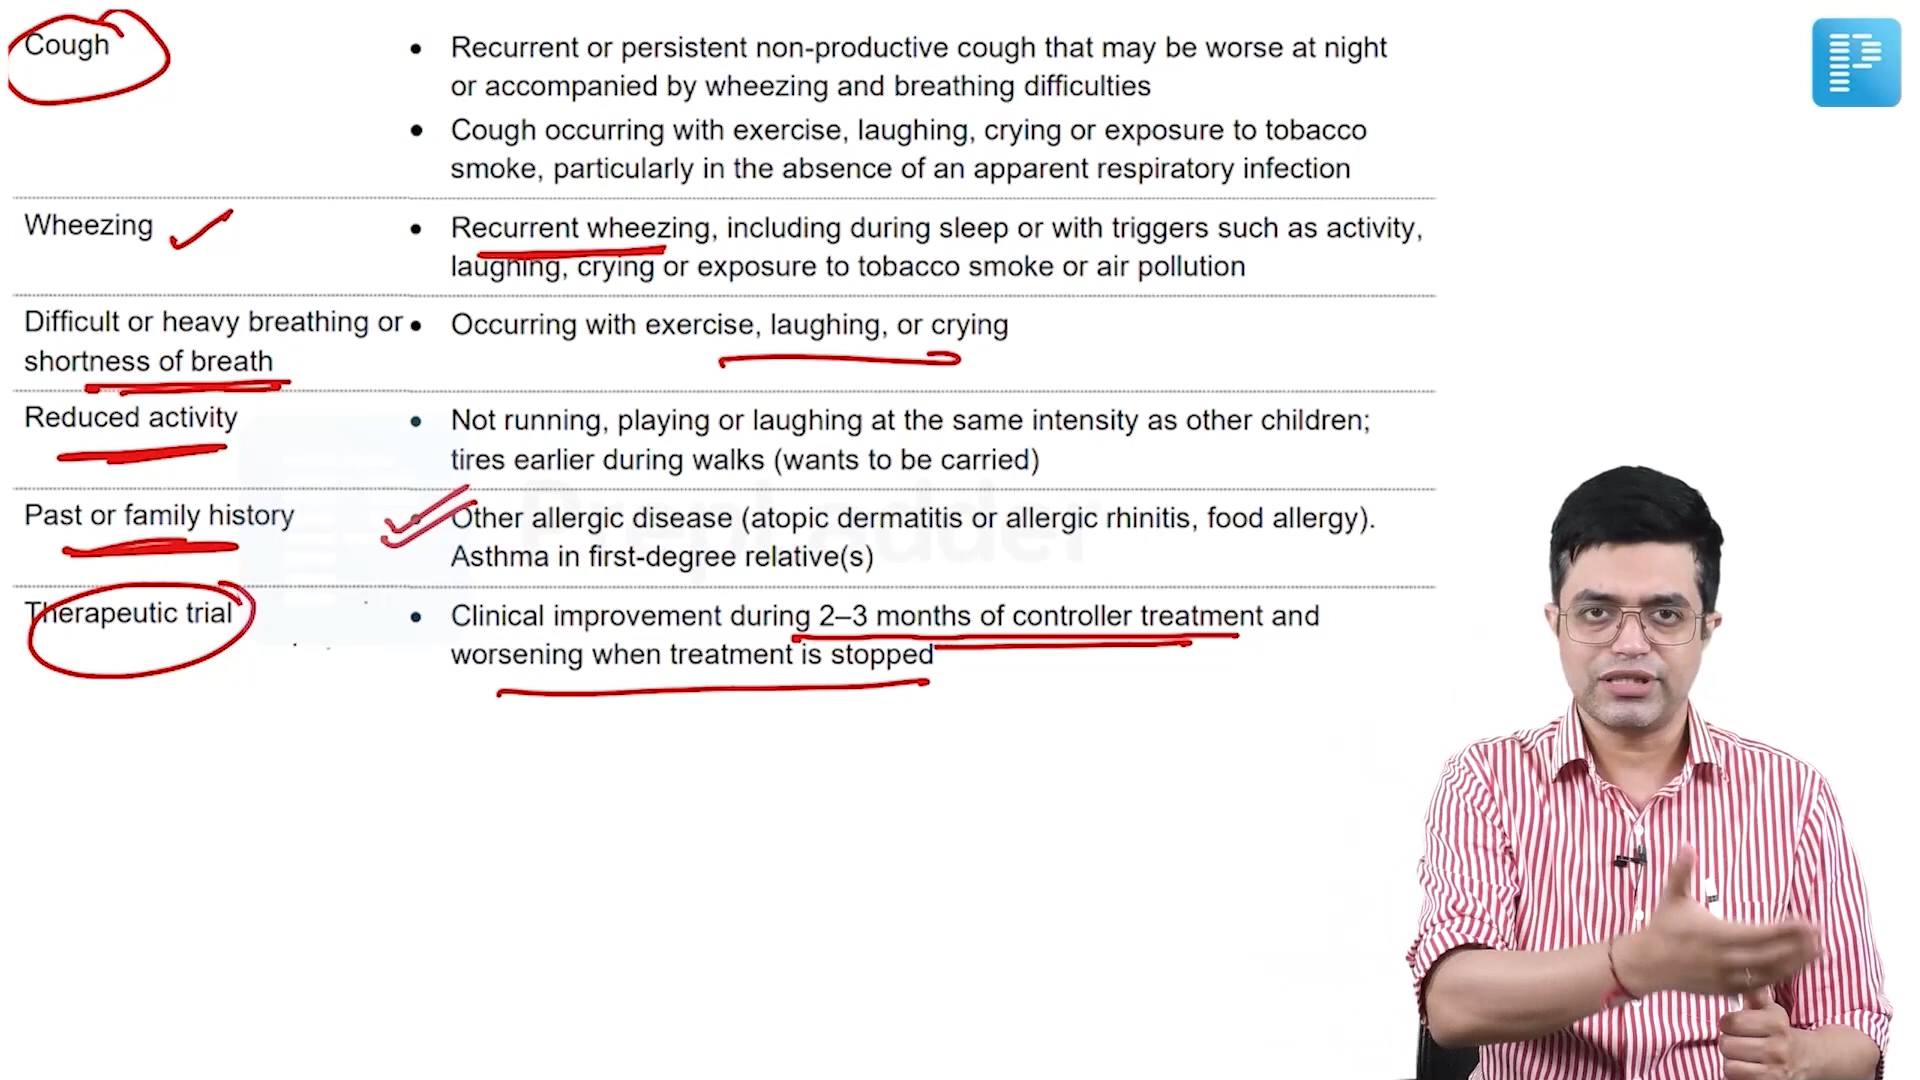 Cough
• Recurrent or persistent non-productive cough that may be worse at night
or accompanied by wheezing and breathing difficulties
• Cough occurring with exercise, laughing, crying or exposure to tobacco
smoke, particularly in the absence of an apparent respiratory infection
Wheezing
• Recurrent wheezing, including during sleep or with triggers such as activity,
laughing, crying or exposure to tobacco smoke or air pollution
Difficult or heavy breathing or
shortness of breath
• Occurring with exercise, laughing, or crying
Reduced activity
• Not running, playing or laughing at the same intensity as other children;
tires earlier during walks (wants to be carried)
Past or family history
• Other allergic disease (atopic dermatitis or allergic rhinitis, food allergy).
Asthma in first-degree relative(s)
Therapeutic trial
• Clinical improvement during 2–3 months of controller treatment and
worsening when treatment is stopped
PrepLadder